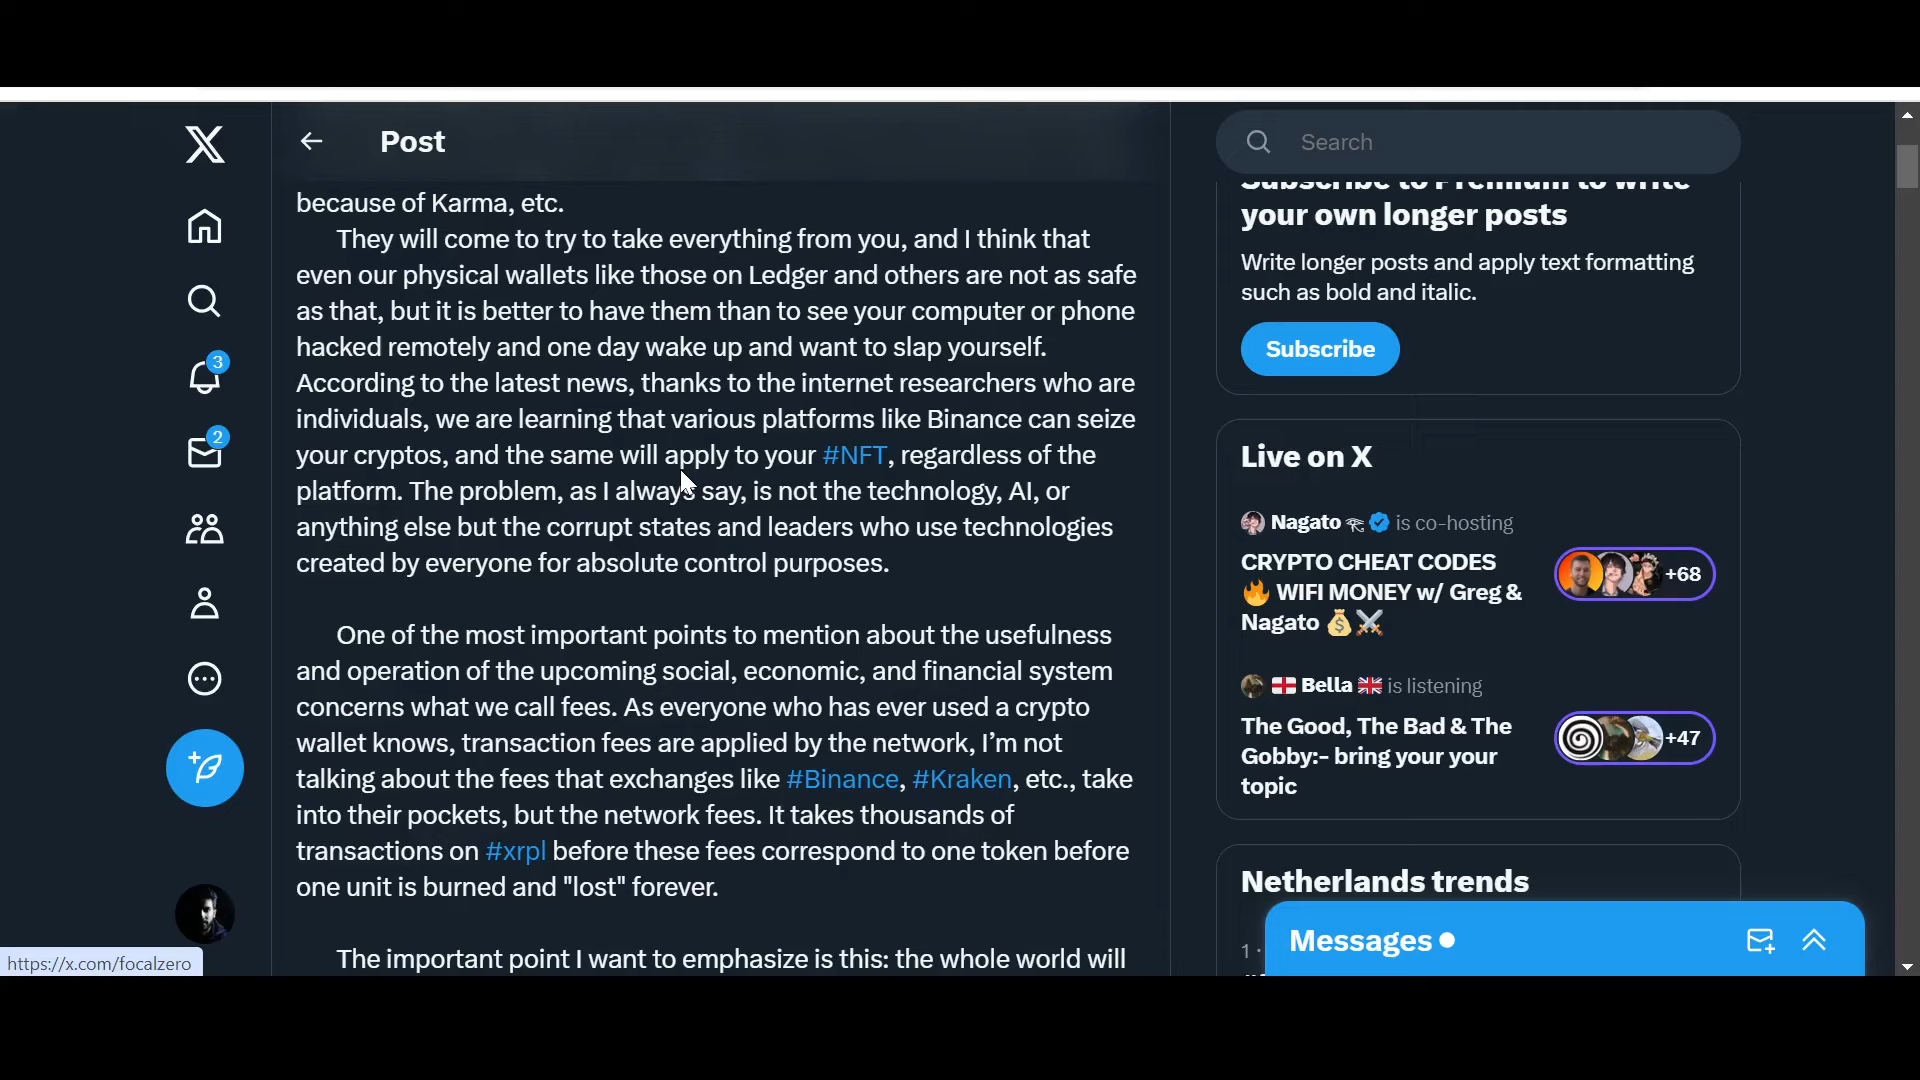 Post
because of Karma, etc.
They will come to try to take everything from you, and I think that
even our physical wallets like those on Ledger and others are not as safe
as that, but it is better to have them than to see your computer or phone
hacked remotely and one day wake up and want to slap yourself.
According to the latest news, thanks to the internet researchers who are
individuals, we are learning that various platforms like Binance can seize
your cryptos, and the same will apply to your #NFT, regardless of the
platform. The problem, as I always say, is not the technology, AI, or
anything else but the corrupt states and leaders who use technologies
created by everyone for absolute control purposes.
One of the most important points to mention about the usefulness
and operation of the upcoming social, economic, and financial system
concerns what we call fees. As everyone who has ever used a crypto
wallet knows, transaction fees are applied by the network, I’m not
talking about the fees that exchanges like #Binance, #Kraken, etc., take
into their pockets, but the network fees. It takes thousands of
transactions on #xrpl before these fees correspond to one token before
one unit is burned and "lost" forever.
The important point I want to emphasize is this: the whole world will
3
2
https://x.com/focalzero
Search
Subscribe to Premium to write
your own longer posts
Write longer posts and apply text formatting
such as bold and italic.
Subscribe
Live on X
Nagato is co-hosting
CRYPTO CHEAT CODES
🔥 WIFI MONEY w/ Greg &
Nagato 💰⚔️
+68
🏴󠁧󠁢󠁥󠁮󠁧󠁿 Bella 🇬🇧 is listening
The Good, The Bad & The
Gobby:- bring your your
topic
+47
Netherlands trends
1 ·
Messages